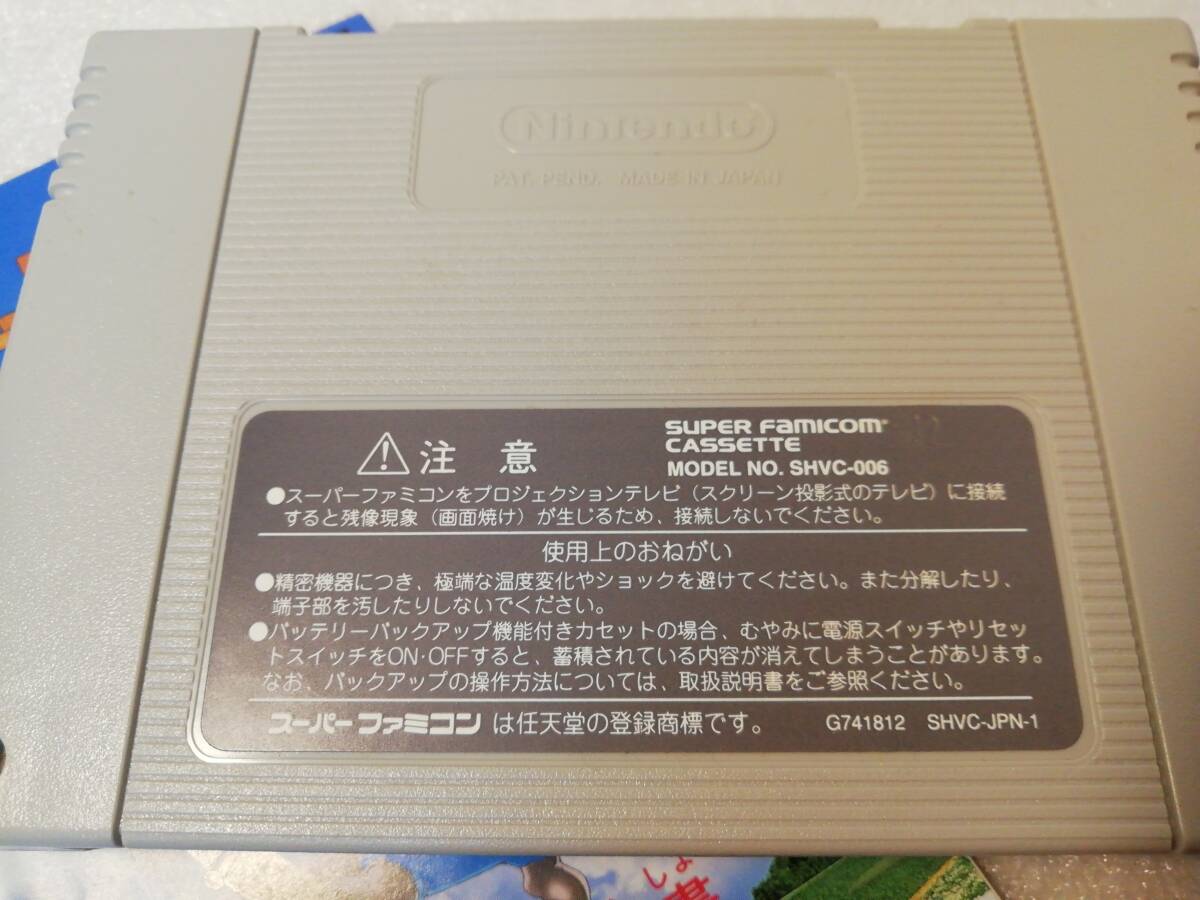 Nintendo
PAT. PEND. MADE IN JAPAN
⚠注 意
SUPER FAMICOM
CASSETTE
MODEL NO. SHVC-006
●スーパーファミコンをプロジェクションテレビ(スクリーン投影式のテレビ)に接続
すると残像現象(画面焼け)が生じるため、接続しないでください。
使用上のおねがい
●精密機器につき、極端な温度変化やショックを避けてください。また分解したり、
端子部を汚したりしないでください。
●バッテリーバックアップ機能付きカセットの場合、むやみに電源スイッチやリセッ
トスイッチをON・OFFすると、蓄積されている内容が消えてしまうことがあります。
なお、バックアップの操作方法については、取扱説明書をご参照ください。
スーパーファミコンは任天堂の登録商標です。
G741812 SHVC-JPN-1
しょ